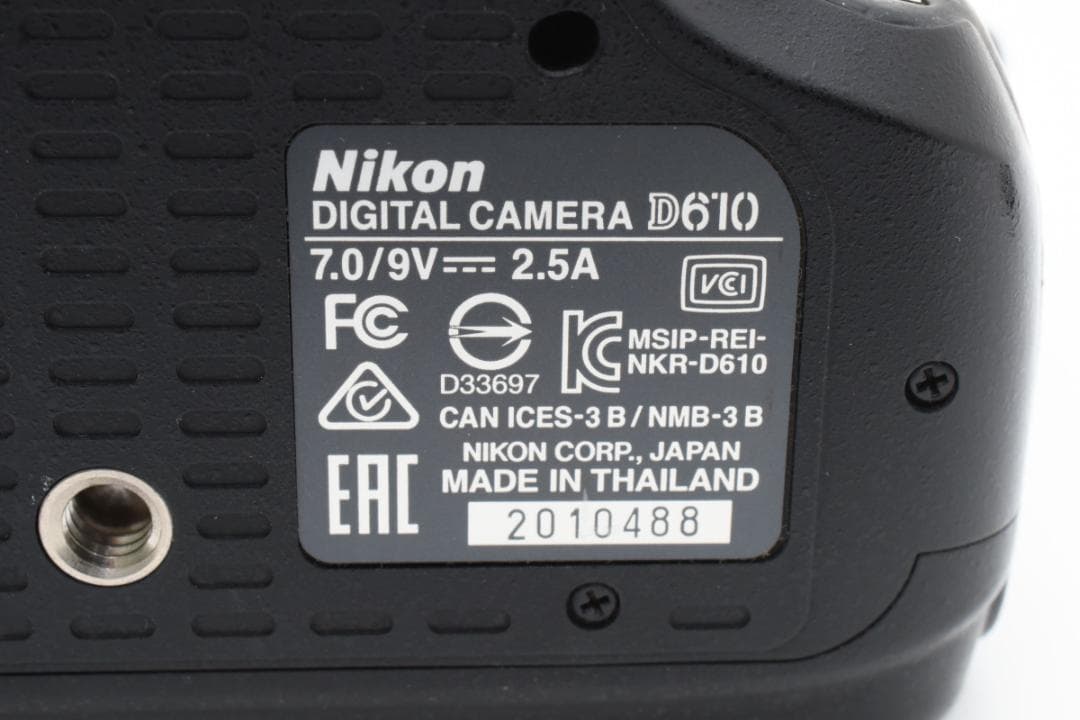 Nikon
DIGITAL CAMERA D610
7.0/9V⎓ 2.5A
VCI
FC
D33697
KC
MSIP-REI-
NKR-D610
CAN ICES-3 B / NMB-3 B
NIKON CORP., JAPAN
EAC
MADE IN THAILAND
2010488